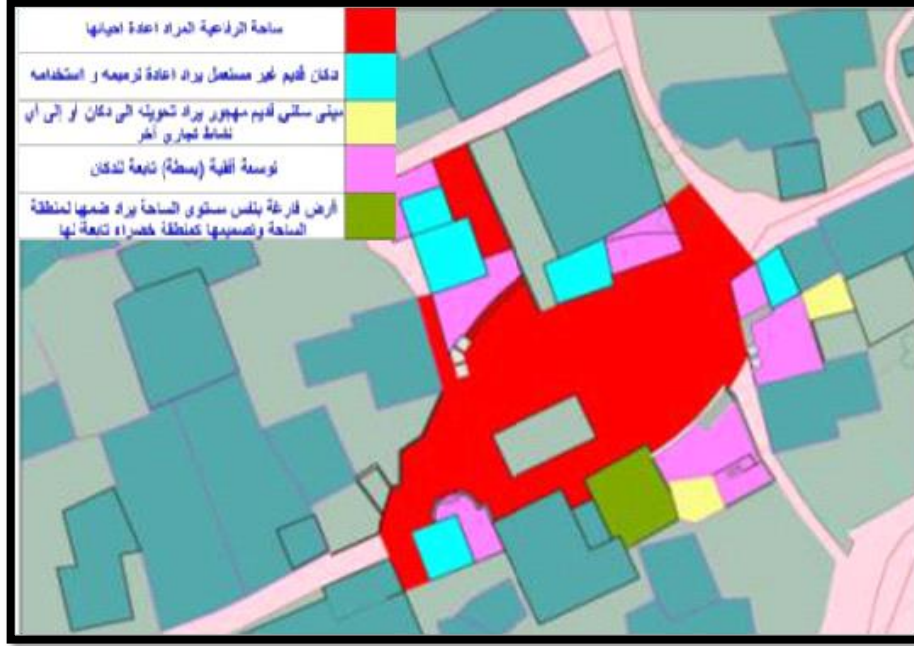 ساحة الرفاعية المراد اعادة احيائها
دكان قديم غير مستعمل يراد اعادة ترميمه و استخدامه
مبنى سكني قديم مهجور يراد تحويله الى دكان أو إلى أي
نشاط تجاري آخر
توسعة أفقية (بسطة) تابعة للدكان
أرض فارغة بنفس مستوى الساحة يراد ضمها لمنطقة
الساحة وتصميمها كمنطقة خضراء تابعة لها